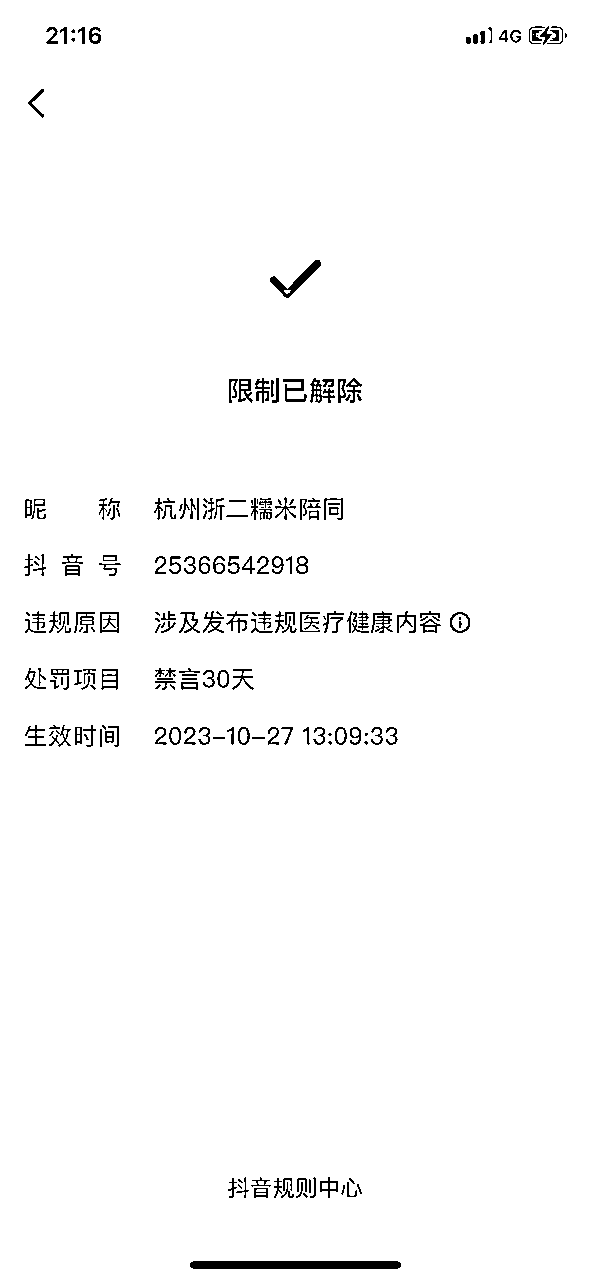 21:16
4G
限制已解除
昵 称 杭州浙二糯米陪同
抖音号 25366542918
违规原因 涉及发布违规医疗健康内容
处罚项目 禁言30天
生效时间 2023-10-27 13:09:33
抖音规则中心